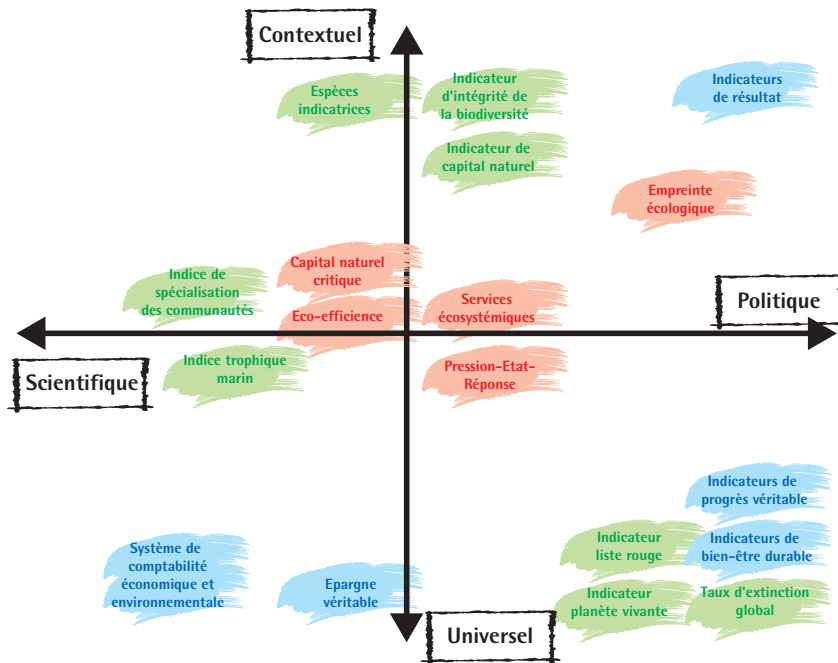 Contextuel
Espèces
indicatrices
Indicateur
d'intégrité de
la biodiversité
Indicateurs
de résultat
Indicateur de
capital naturel
Empreinte
écologique
Capital naturel
critique
Indice de
spécialisation
des communautés
Eco-efficience
Services
écosystémiques
Politique
Scientifique
Indice trophique
marin
Pression-Etat-
Réponse
Indicateurs de
progrès véritable
Système de
comptabilité
économique et
environnementale
Indicateur
liste rouge
Indicateurs de
bien-être durable
Epargne
véritable
Indicateur
planète vivante
Taux d'extinction
global
Universel